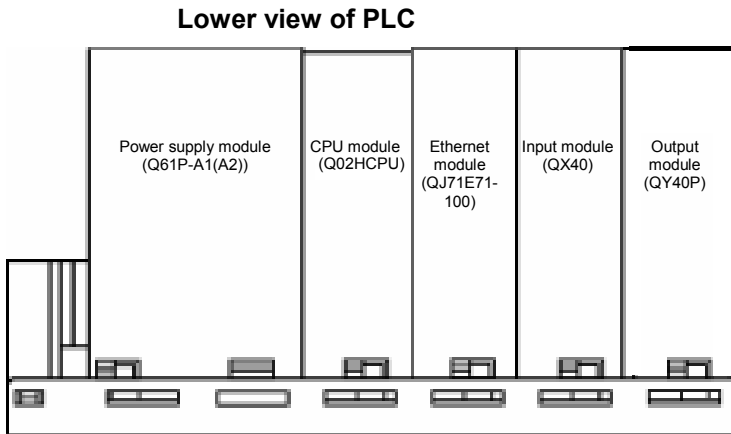 Lower view of PLC
Power supply module
(Q61P-A1(A2))
CPU module
(Q02HCPU)
Ethernet
module
(QJ71E71-
100)
Input module
(QX40)
Output
module
(QY40P)